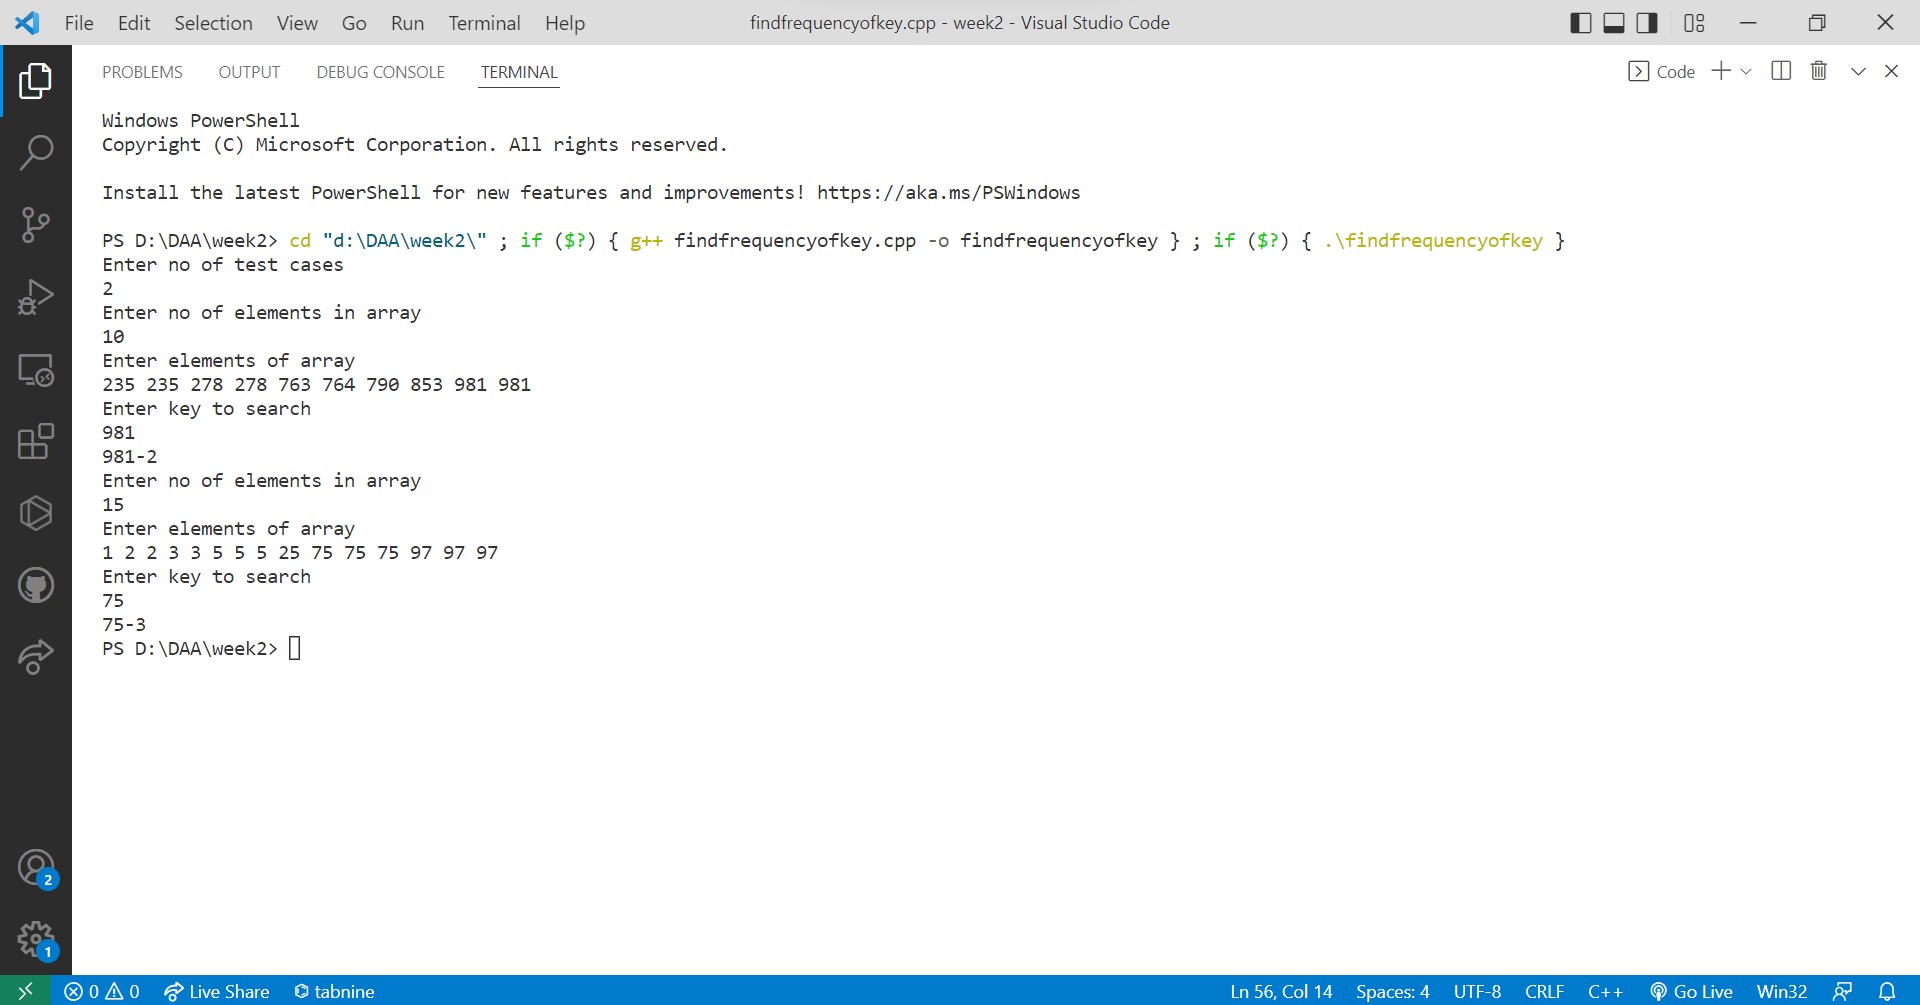 File Edit Selection View Go Run Terminal Help findfrequencyofkey.cpp - week2 - Visual Studio Code
PROBLEMS OUTPUT DEBUG CONSOLE TERMINAL Code
Windows PowerShell
Copyright (C) Microsoft Corporation. All rights reserved.
Install the latest PowerShell for new features and improvements! https://aka.ms/PSWindows
PS D:\DAA\week2> cd "d:\DAA\week2\" ; if ($?) { g++ findfrequencyofkey.cpp -o findfrequencyofkey } ; if ($?) { .\findfrequencyofkey }
Enter no of test cases
2
Enter no of elements in array
10
Enter elements of array
235 235 278 278 763 764 790 853 981 981
Enter key to search
981
981-2
Enter no of elements in array
15
Enter elements of array
1 2 2 3 3 5 5 5 25 75 75 75 97 97 97
Enter key to search
75
75-3
PS D:\DAA\week2>
2
1
0 0 Live Share tabnine Ln 56, Col 14 Spaces: 4 UTF-8 CRLF C++ Go Live Win32